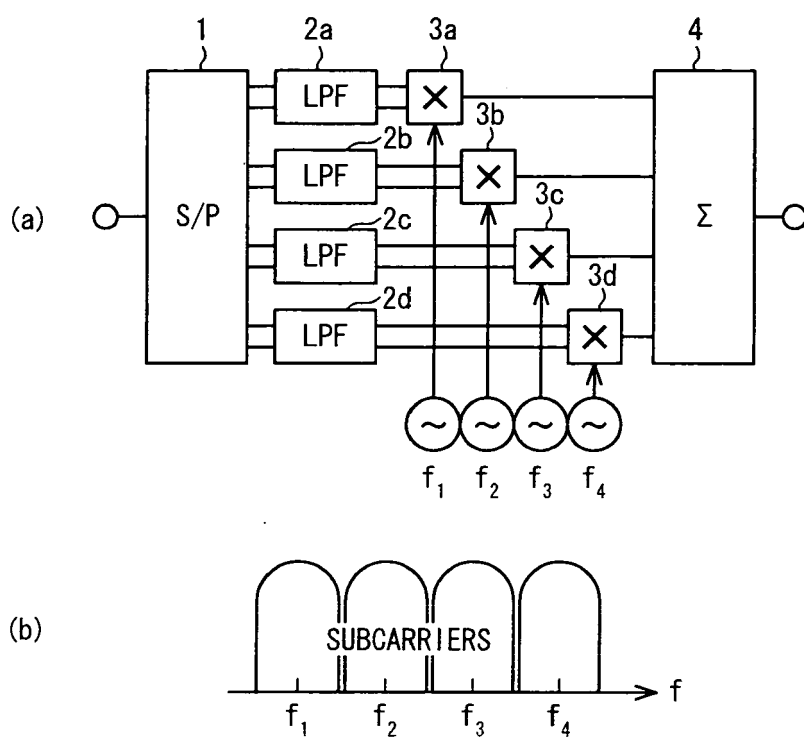 1 2a 3a 4
LPF ×
2b 3b
LPF ×
(a) S/P 2c 3c Σ
LPF ×
2d 3d
LPF ×
~ ~ ~ ~
f₁ f₂ f₃ f₄
(b) SUBCARRIERS
f
f₁ f₂ f₃ f₄